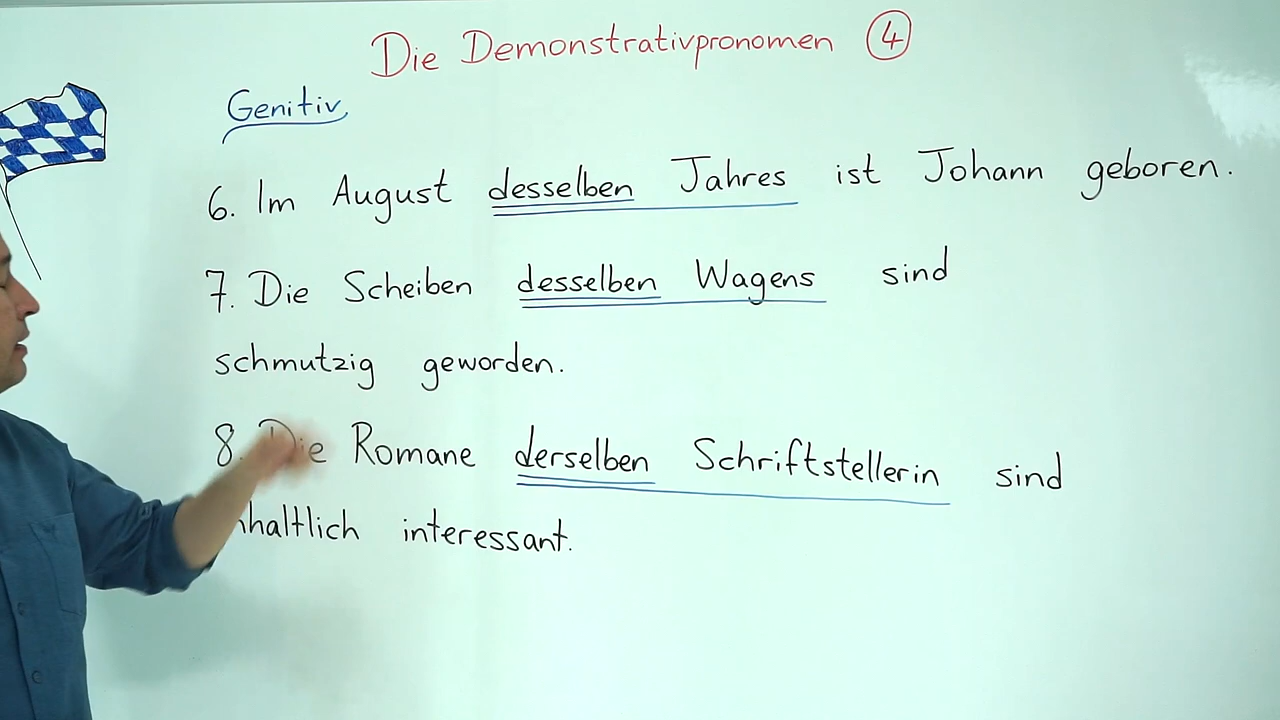 Die Demonstrativpronomen 4
Genitiv
6. Im August desselben Jahres ist Johann geboren.
7. Die Scheiben desselben Wagens sind
schmutzig geworden.
8. Die Romane derselben Schriftstellerin sind
interessant.